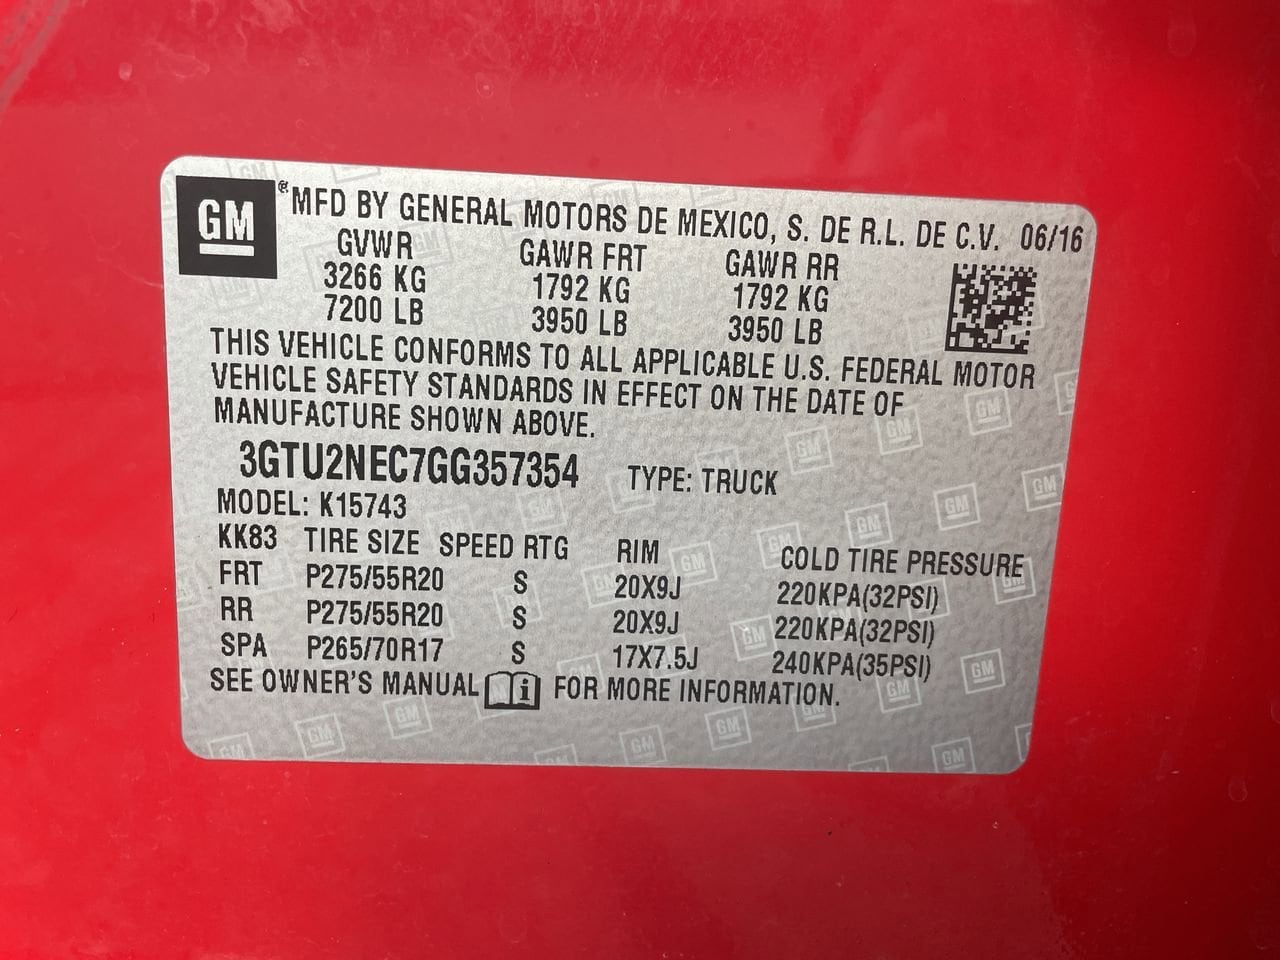 GM ® MFD BY GENERAL MOTORS DE MEXICO, S. DE R.L. DE C.V. 06/16
GVWR GAWR FRT GAWR RR
3266 KG 1792 KG 1792 KG
7200 LB 3950 LB 3950 LB
THIS VEHICLE CONFORMS TO ALL APPLICABLE U.S. FEDERAL MOTOR
VEHICLE SAFETY STANDARDS IN EFFECT ON THE DATE OF
MANUFACTURE SHOWN ABOVE.
3GTU2NEC7GG357354 TYPE: TRUCK
MODEL: K15743
KK83 TIRE SIZE SPEED RTG RIM COLD TIRE PRESSURE
FRT P275/55R20 S 20X9J 220KPA(32PSI)
RR P275/55R20 S 20X9J 220KPA(32PSI)
SPA P265/70R17 S 17X7.5J 240KPA(35PSI)
SEE OWNER'S MANUAL i FOR MORE INFORMATION.